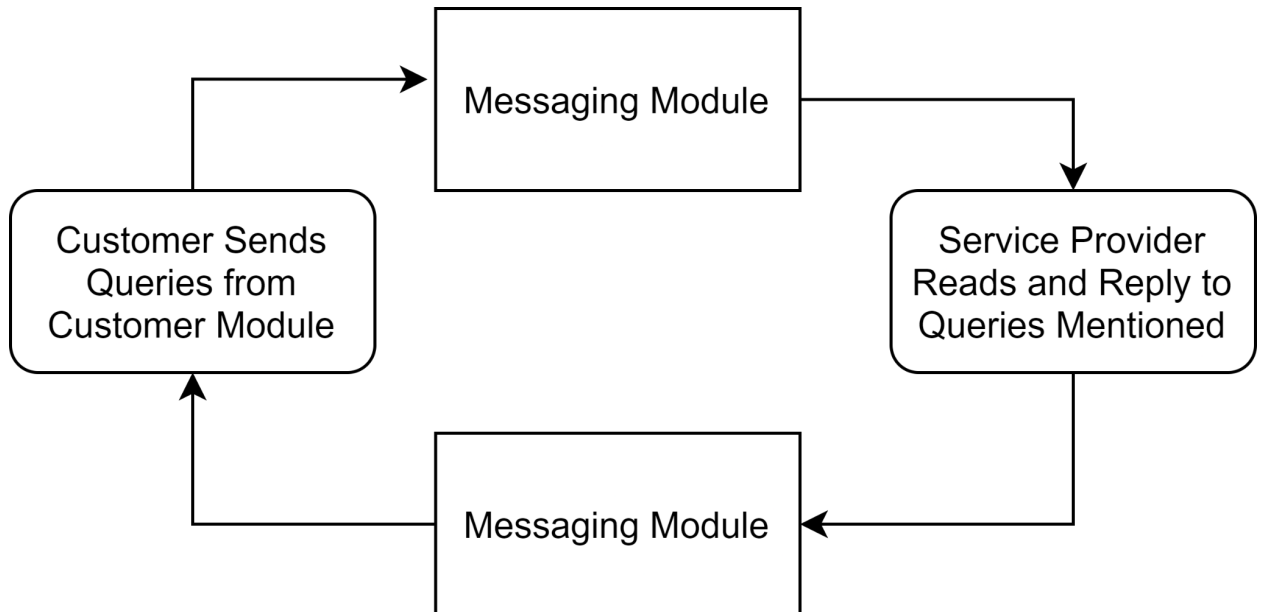 Messaging Module
Customer Sends
Queries from
Customer Module
Service Provider
Reads and Reply to
Queries Mentioned
Messaging Module